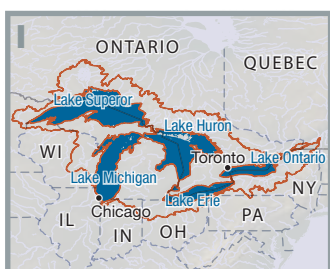 ONTARIO
QUEBEC
Lake Superor
Lake Huron
WI
Toronto
Lake Ontario
Lake Michigan
NY
Lake Erie
Chicago
PA
IL
IN
OH